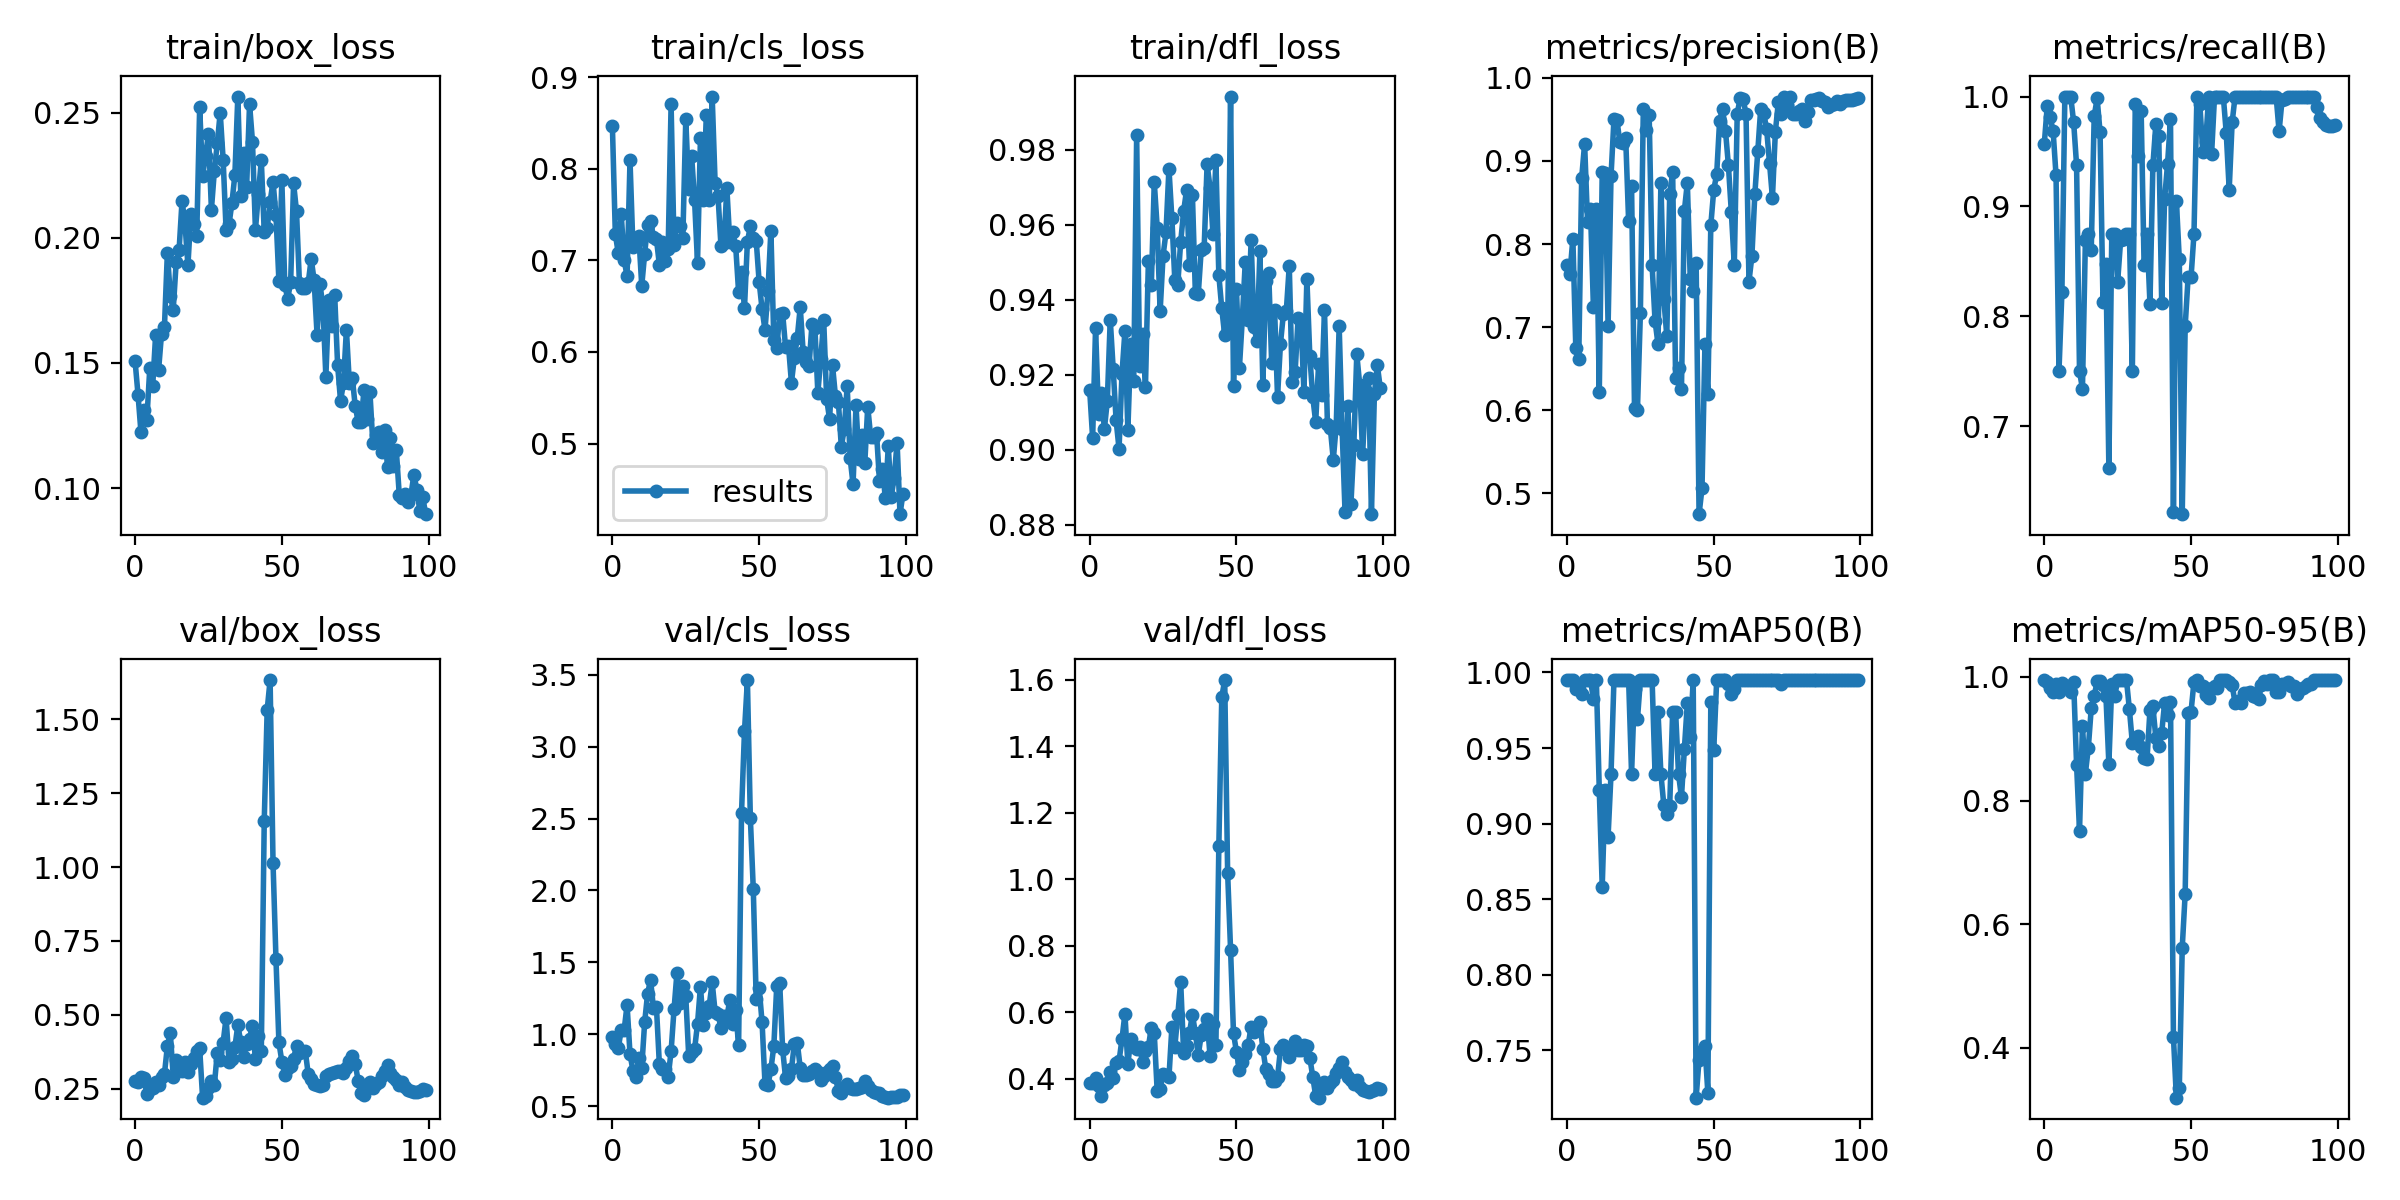 train/box_loss
train/cls_loss
train/dfl_loss
metrics/precision(B)
metrics/recall(B)
0.25
0.20
0.15
0.10
0 50 100
0.9
0.8
0.7
0.6
0.5
results
0 50 100
0.98
0.96
0.94
0.92
0.90
0.88
0 50 100
1.0
0.9
0.8
0.7
0.6
0.5
0 50 100
1.0
0.9
0.8
0.7
0 50 100
val/box_loss
val/cls_loss
val/dfl_loss
metrics/mAP50(B)
metrics/mAP50-95(B)
1.50
1.25
1.00
0.75
0.50
0.25
0 50 100
3.5
3.0
2.5
2.0
1.5
1.0
0.5
0 50 100
1.6
1.4
1.2
1.0
0.8
0.6
0.4
0 50 100
1.00
0.95
0.90
0.85
0.80
0.75
0 50 100
1.0
0.8
0.6
0.4
0 50 100